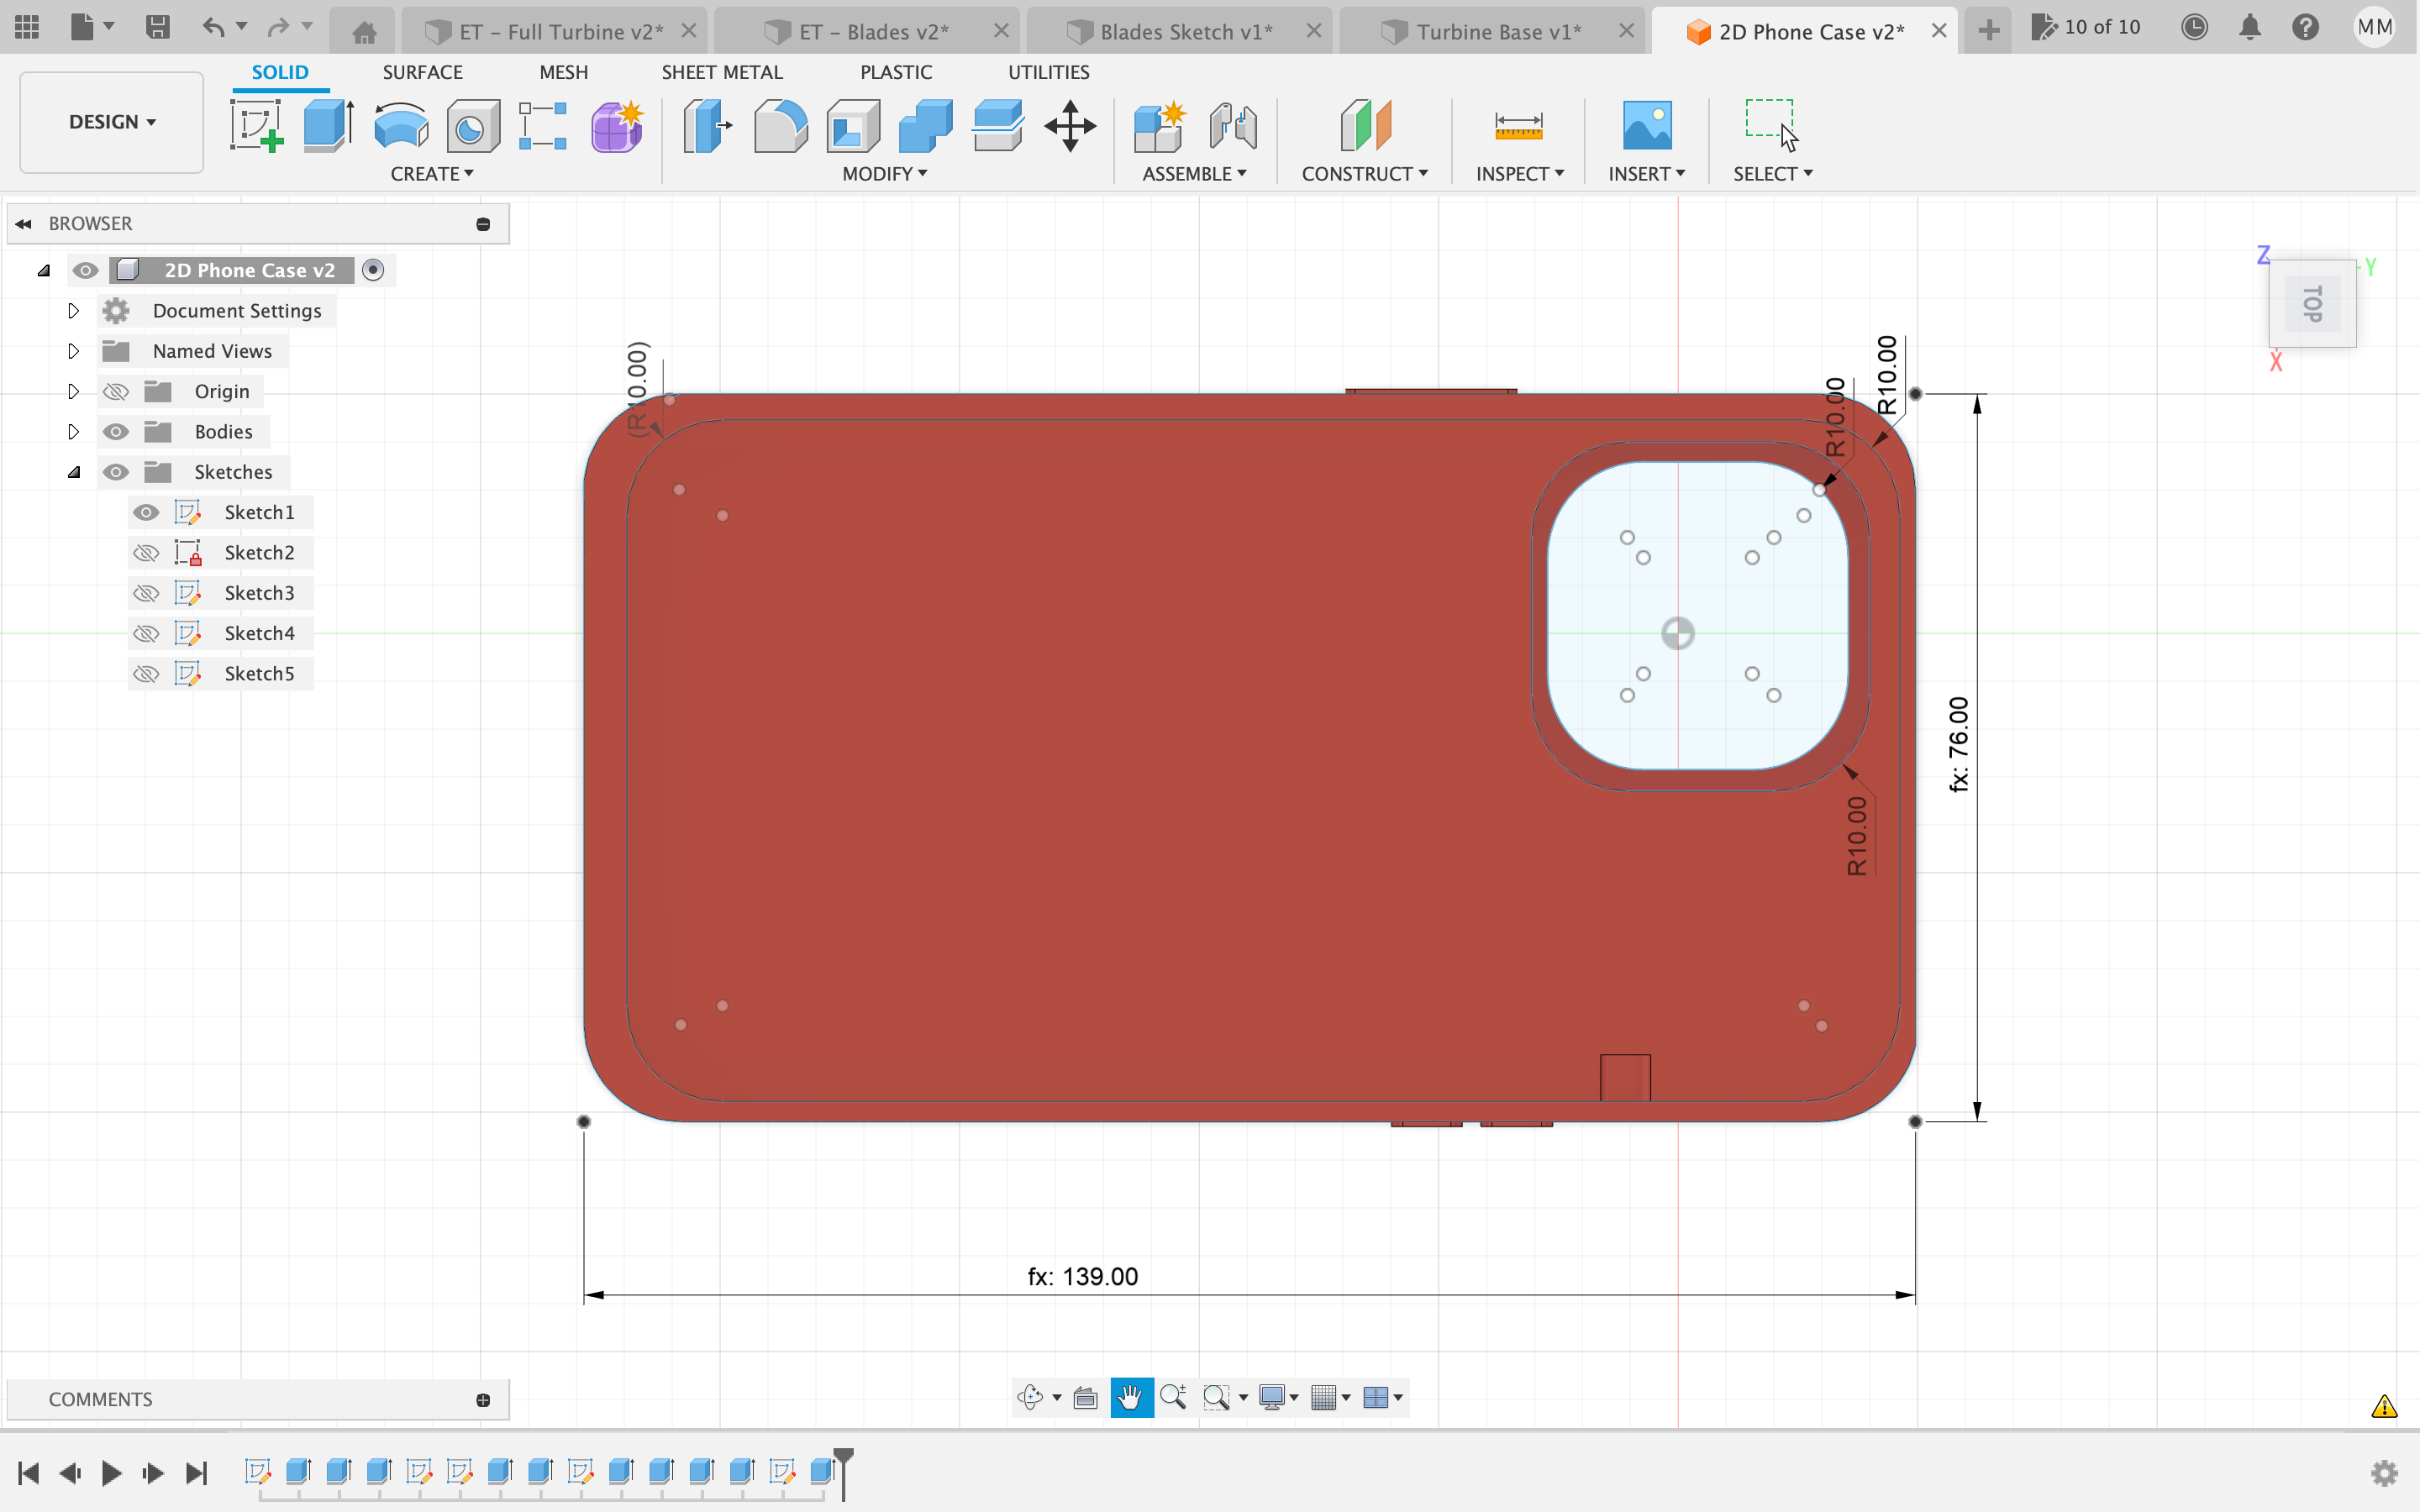 ET - Full Turbine v2*
ET - Blades v2*
Blades Sketch v1*
Turbine Base v1*
2D Phone Case v2*
10 of 10
MM
DESIGN
SOLID
SURFACE
MESH
SHEET METAL
PLASTIC
UTILITIES
CREATE
MODIFY
ASSEMBLE
CONSTRUCT
INSPECT
INSERT
SELECT
BROWSER
2D Phone Case v2
Document Settings
Named Views
Origin
Bodies
Sketches
Sketch1
Sketch2
Sketch3
Sketch4
Sketch5
Z
-Y
TOP
X
(R10.00)
R10.00
R10.00
R10.00
fx: 76.00
fx: 139.00
COMMENTS